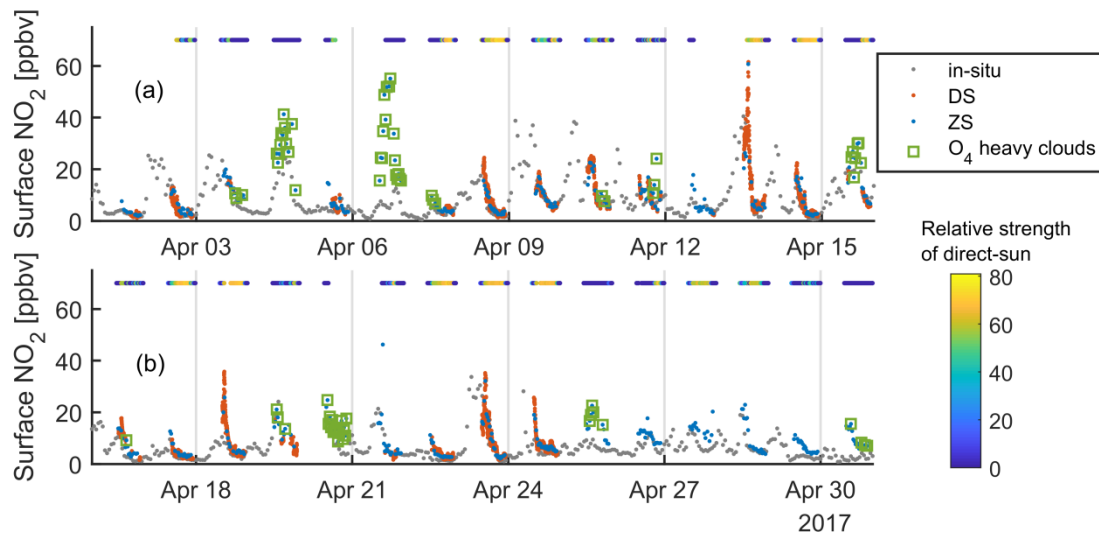 Surface NO2 [ppbv]
60
40
20
0
(a)
Apr 03
Apr 06
Apr 09
Apr 12
Apr 15
in-situ
DS
ZS
O4 heavy clouds
Relative strength
of direct-sun
80
60
40
20
0
Surface NO2 [ppbv]
60
40
20
0
(b)
Apr 18
Apr 21
Apr 24
Apr 27
Apr 30
2017